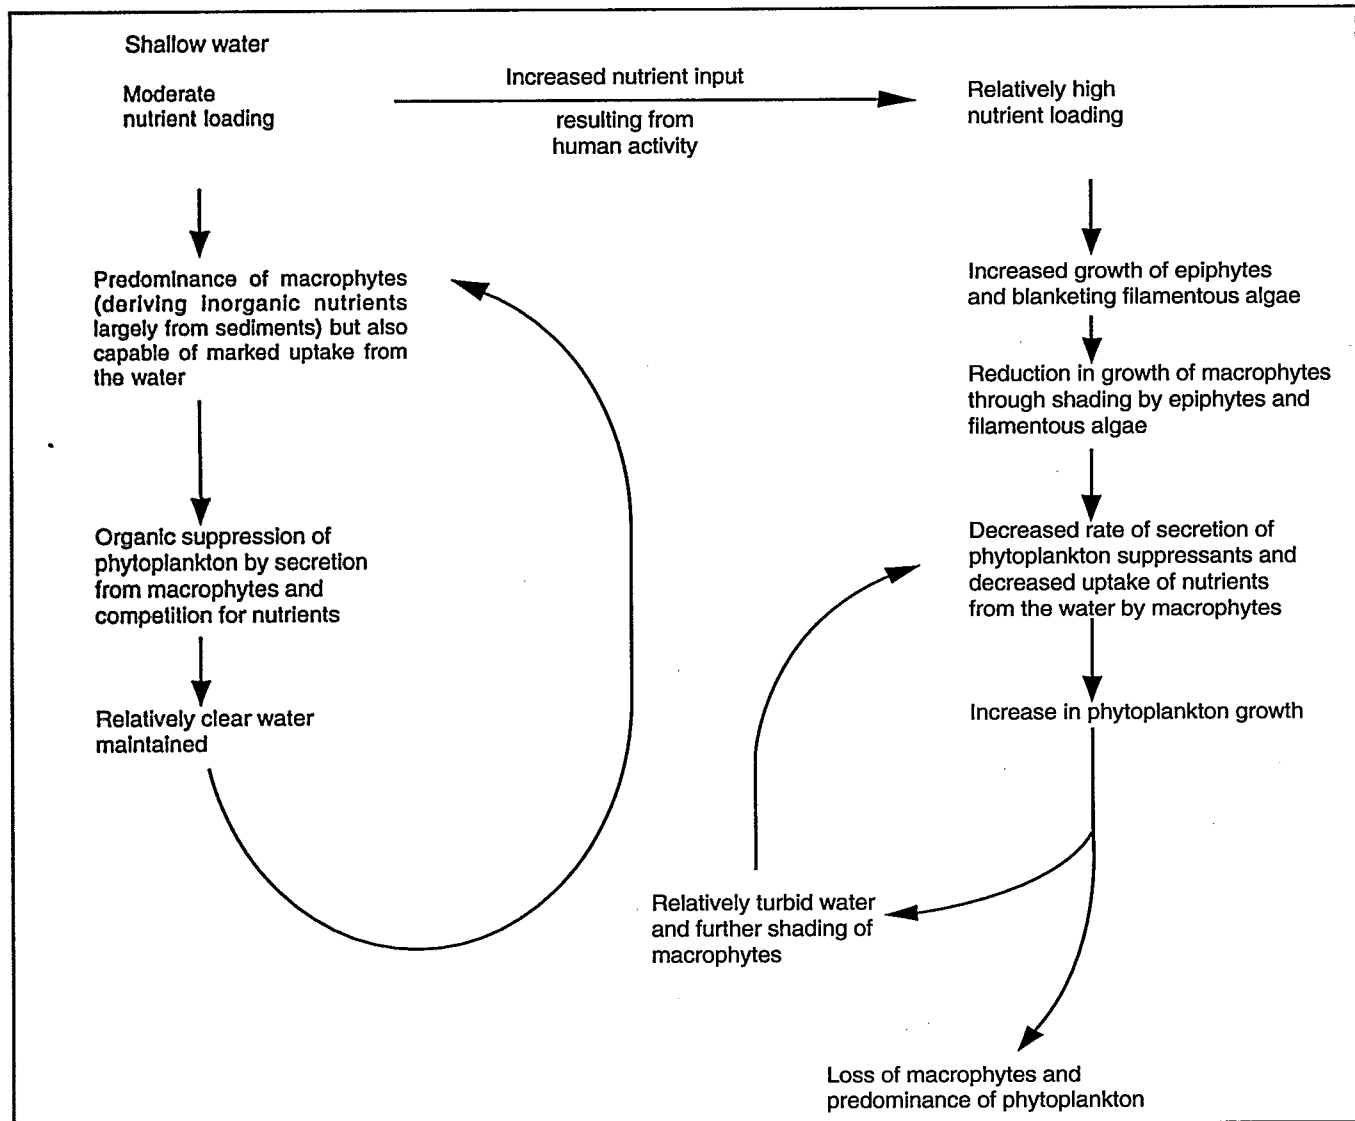 Shallow water
Moderate
nutrient loading
Increased nutrient input
resulting from
human activity
Relatively high
nutrient loading
Predominance of macrophytes
(deriving inorganic nutrients
largely from sediments) but also
capable of marked uptake from
the water
Organic suppression of
phytoplankton by secretion
from macrophytes and
competition for nutrients
Relatively clear water
maintained
Increased growth of epiphytes
and blanketing filamentous algae
Reduction in growth of macrophytes
through shading by epiphytes and
filamentous algae
Decreased rate of secretion of
phytoplankton suppressants and
decreased uptake of nutrients
from the water by macrophytes
Increase in phytoplankton growth
Relatively turbid water
and further shading of
macrophytes
Loss of macrophytes and
predominance of phytoplankton